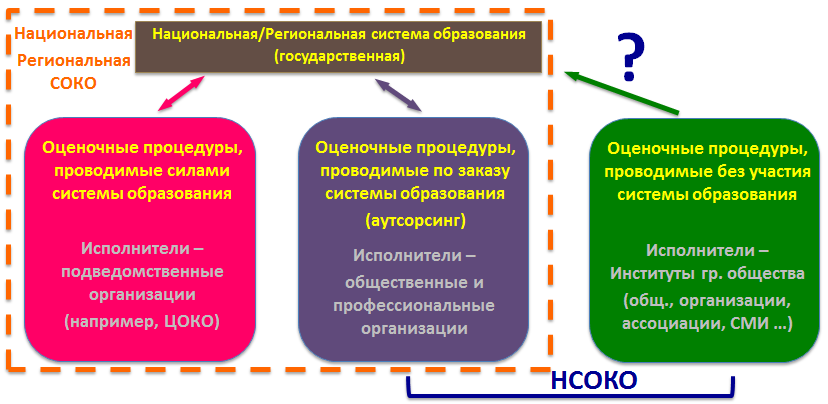 Национальная
Региональная
СОКО
Национальная/Региональная система образования
(государственная)
?
Оценочные процедуры,
проводимые силами
системы образования
Исполнители –
подведомственные
организации
(например, ЦОКО)
Оценочные процедуры,
проводимые по заказу
системы образования
(аутсорсинг)
Исполнители –
общественные и
профессиональные
организации
Оценочные процедуры,
проводимые без участия
системы образования
Исполнители –
Институты гр. общества
(общ., организации,
ассоциации, СМИ ...)
НСОКО